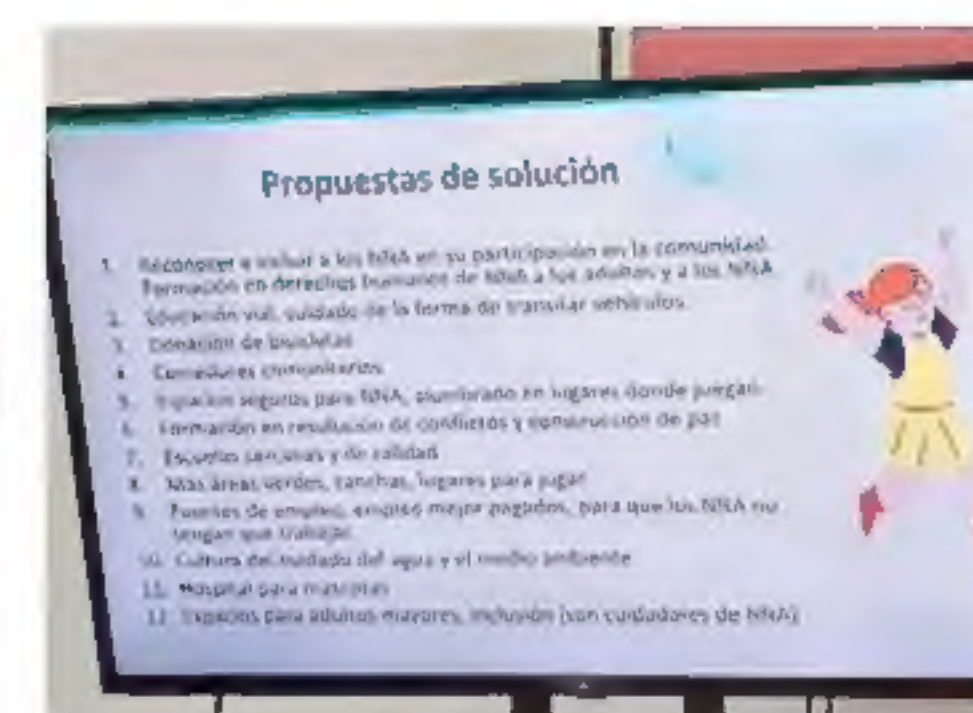 Propuestas de solución
1. Reconocer e incluir a los NNA en su participación en la comunidad.
Formación en derechos humanos de NNA a los adultos y a los NNA
2. Educación vial, cuidado de la forma de transitar vehículos.
3. Donación de bicicletas
4. Comedores comunitarios
5. Espacios seguros para NNA, alumbrado en lugares donde juegan
6. Formación en resolución de conflictos y construcción de paz
7. Escuelas cercanas y de calidad
8. Más áreas verdes, canchas, lugares para jugar
9. Fuentes de empleo, empleo mejor pagados, para que los NNA no
tengan que trabajar
10. Cultura del cuidado del agua y el medio ambiente
11. Hospital para mascotas
12. Espacios para adultos mayores, inclusión (son cuidadores de NNA)